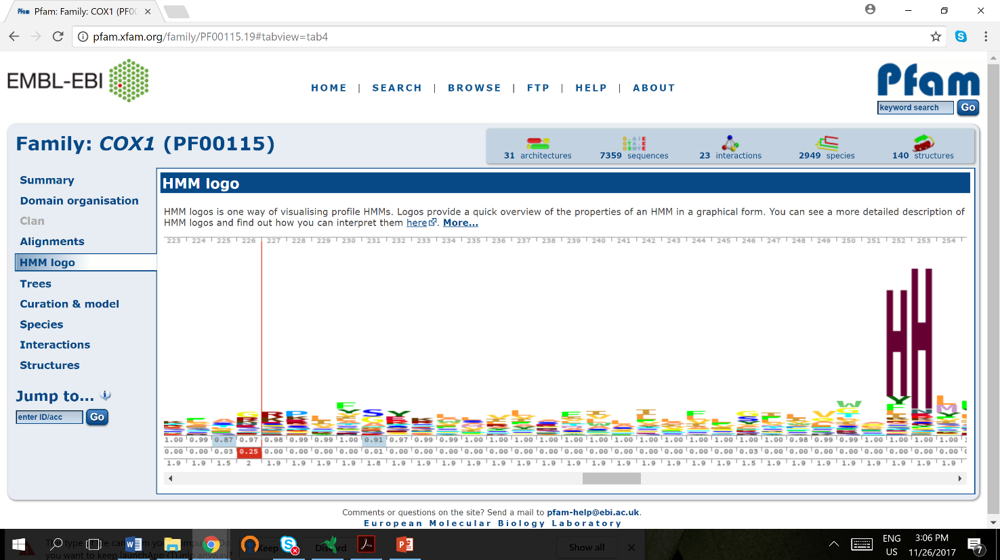 Pfam: Family: COX1 (PF00
pfam.xfam.org/family/PF00115.19#tabview=tab4
EMBL-EBI
HOME | SEARCH | BROWSE | FTP | HELP | ABOUT
Pfam
keyword search Go
Family: COX1 (PF00115)
31 architectures 7359 sequences 23 interactions 2949 species 140 structures
Summary
Domain organisation
Clan
Alignments
HMM logo
Trees
Curation & model
Species
Interactions
Structures
Jump to...
enter ID/acc Go
HMM logo
HMM logos is one way of visualising profile HMMs. Logos provide a quick overview of the properties of an HMM in a graphical form. You can see a more detailed description of
HMM logos and find out how you can interpret them here. More...
223 224 225 226 227 228 229 230 231 232 233 234 235 236 237 238 239 240 241 242 243 244 245 246 247 248 249 250 251 252 253 254
H H
1.00 0.99 0.87 0.97 0.98 0.99 0.99 1.00 0.91 0.97 0.99 0.99 1.00 1.00 1.00 1.00 1.00 1.00 1.00 1.00 1.00 1.00 1.00 1.00 1.00 0.98 0.99 0.99 1.00 1.00 1.00 1.00
0.00 0.00 0.03 0.25 0.00 0.00 0.00 0.00 0.01 0.00 0.00 0.00 0.00 0.00 0.00 0.00 0.00 0.00 0.00 0.00 0.00 0.00 0.00 0.03 0.00 0.00 0.00 0.00 0.00 0.00 0.00 0.00
1.9 1.9 1.5 2 1.9 1.9 1.9 1.9 1.8 1.9 1.9 1.9 1.9 1.9 1.9 1.9 1.9 1.9 1.9 1.9 1.9 1.9 1.9 1.5 1.9 1.9 1.9 1.9 1.9 1.9 1.9 1.9
Comments or questions on the site? Send a mail to pfam-help@ebi.ac.uk.
European Molecular Biology Laboratory
Keep
Show all
ENG
US
3:06 PM
11/26/2017
7